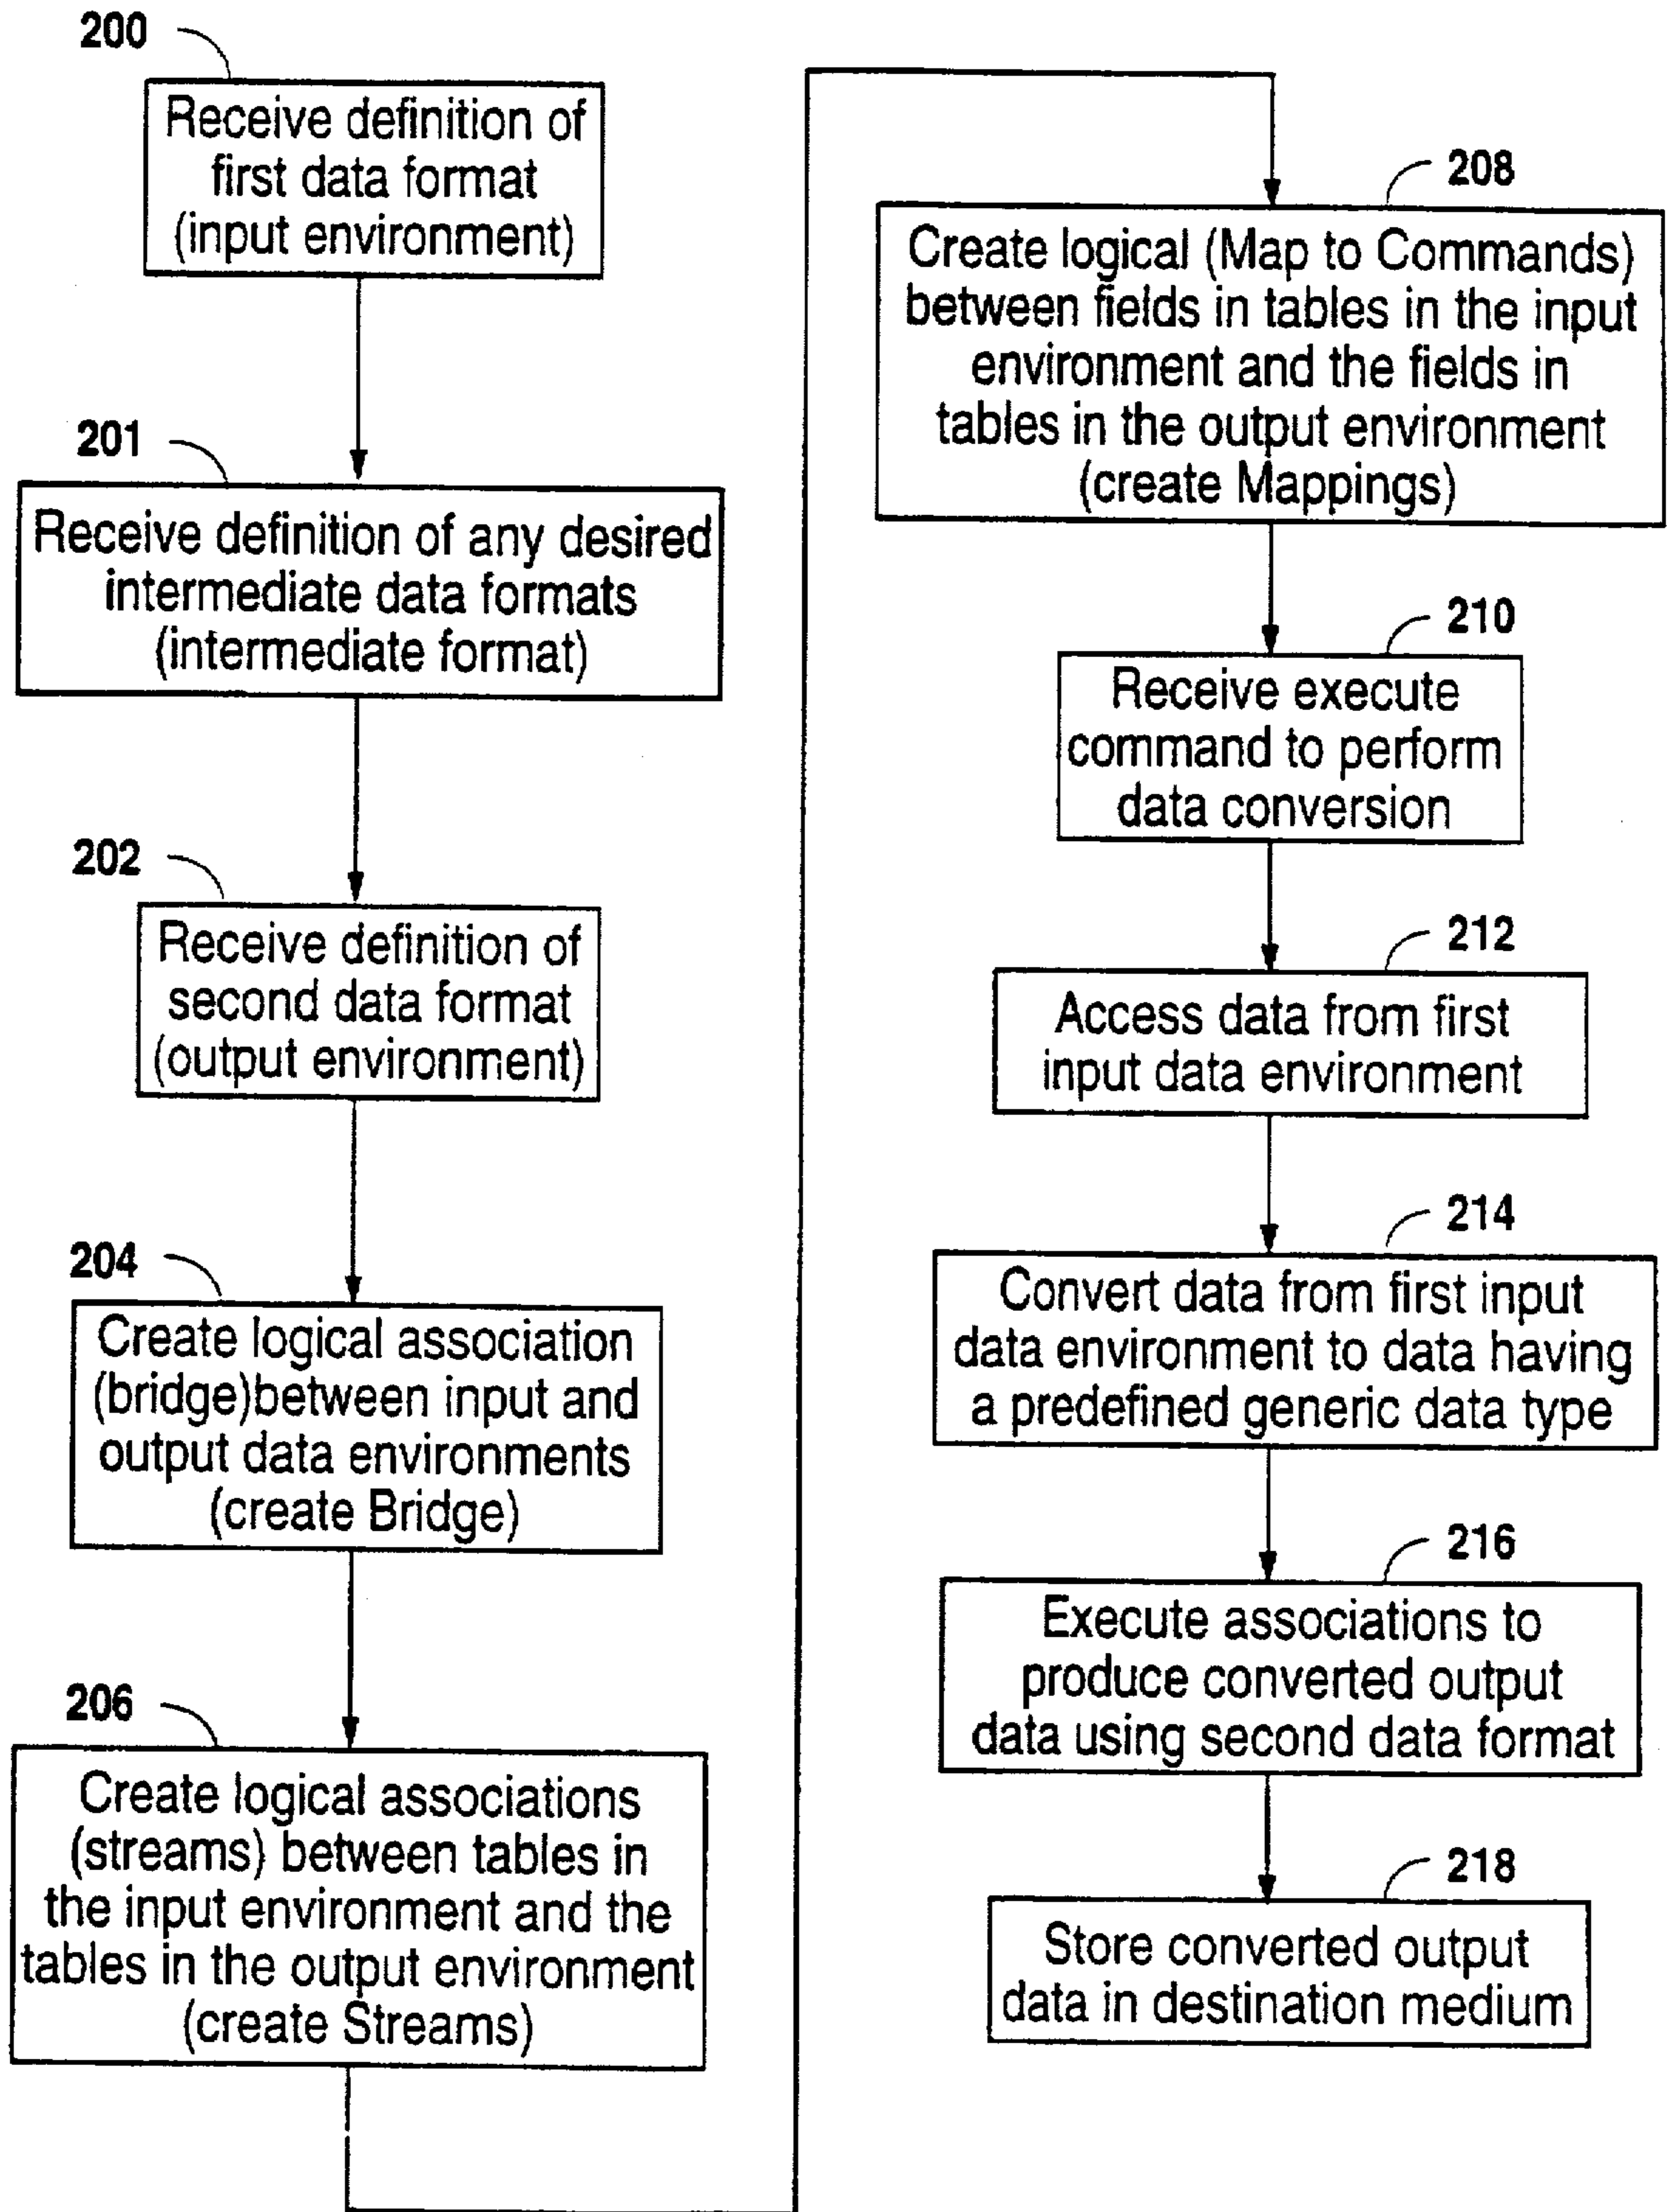 200
Receive definition of
first data format
(input environment)
201
Receive definition of any desired
intermediate data formats
(intermediate format)
202
Receive definition of
second data format
(output environment)
204
Create logical association
(bridge)between input and
output data environments
(create Bridge)
206
Create logical associations
(streams) between tables in
the input environment and the
tables in the output environment
(create Streams)
208
Create logical (Map to Commands)
between fields in tables in the input
environment and the fields in
tables in the output environment
(create Mappings)
210
Receive execute
command to perform
data conversion
212
Access data from first
input data environment
214
Convert data from first input
data environment to data having
a predefined generic data type
216
Execute associations to
produce converted output
data using second data format
218
Store converted output
data in destination medium